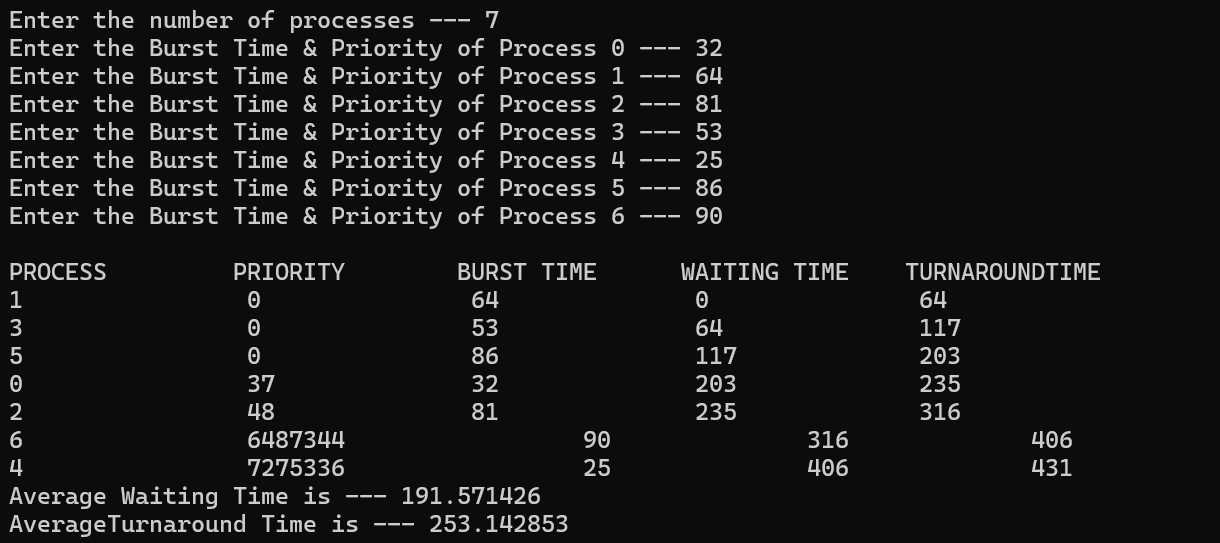 Enter the number of processes --- 7
Enter the Burst Time & Priority of Process 0 --- 32
Enter the Burst Time & Priority of Process 1 --- 64
Enter the Burst Time & Priority of Process 2 --- 81
Enter the Burst Time & Priority of Process 3 --- 53
Enter the Burst Time & Priority of Process 4 --- 25
Enter the Burst Time & Priority of Process 5 --- 86
Enter the Burst Time & Priority of Process 6 --- 90
PROCESS PRIORITY BURST TIME WAITING TIME TURNAROUNDTIME
1 0 64 0 64
3 0 53 64 117
5 0 86 117 203
0 37 32 203 235
2 48 81 235 316
6 6487344 90 316 406
4 7275336 25 406 431
Average Waiting Time is --- 191.571426
AverageTurnaround Time is --- 253.142853